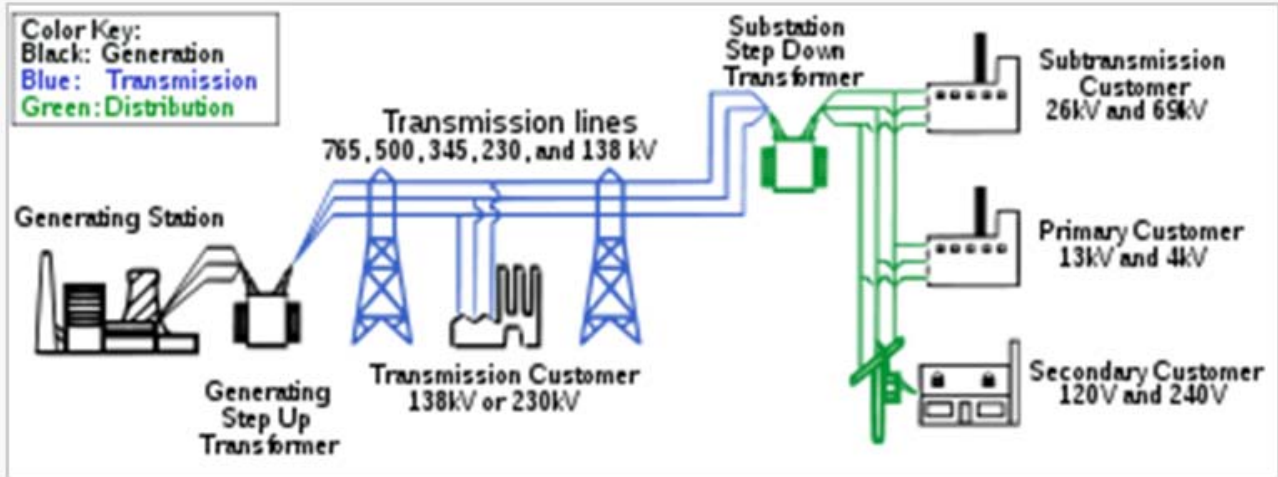 Color Key:
Black: Generation
Blue: Transmission
Green: Distribution
Substation
Step Down
Transformer
Subtransmission
Customer
26kV and 69kV
Transmission lines
765, 500, 345, 230, and 138 kV
Generating Station
Primary Customer
13kV and 4kV
Transmission Customer
138kV or 230kV
Generating
Step Up
Transformer
Secondary Customer
120V and 240V